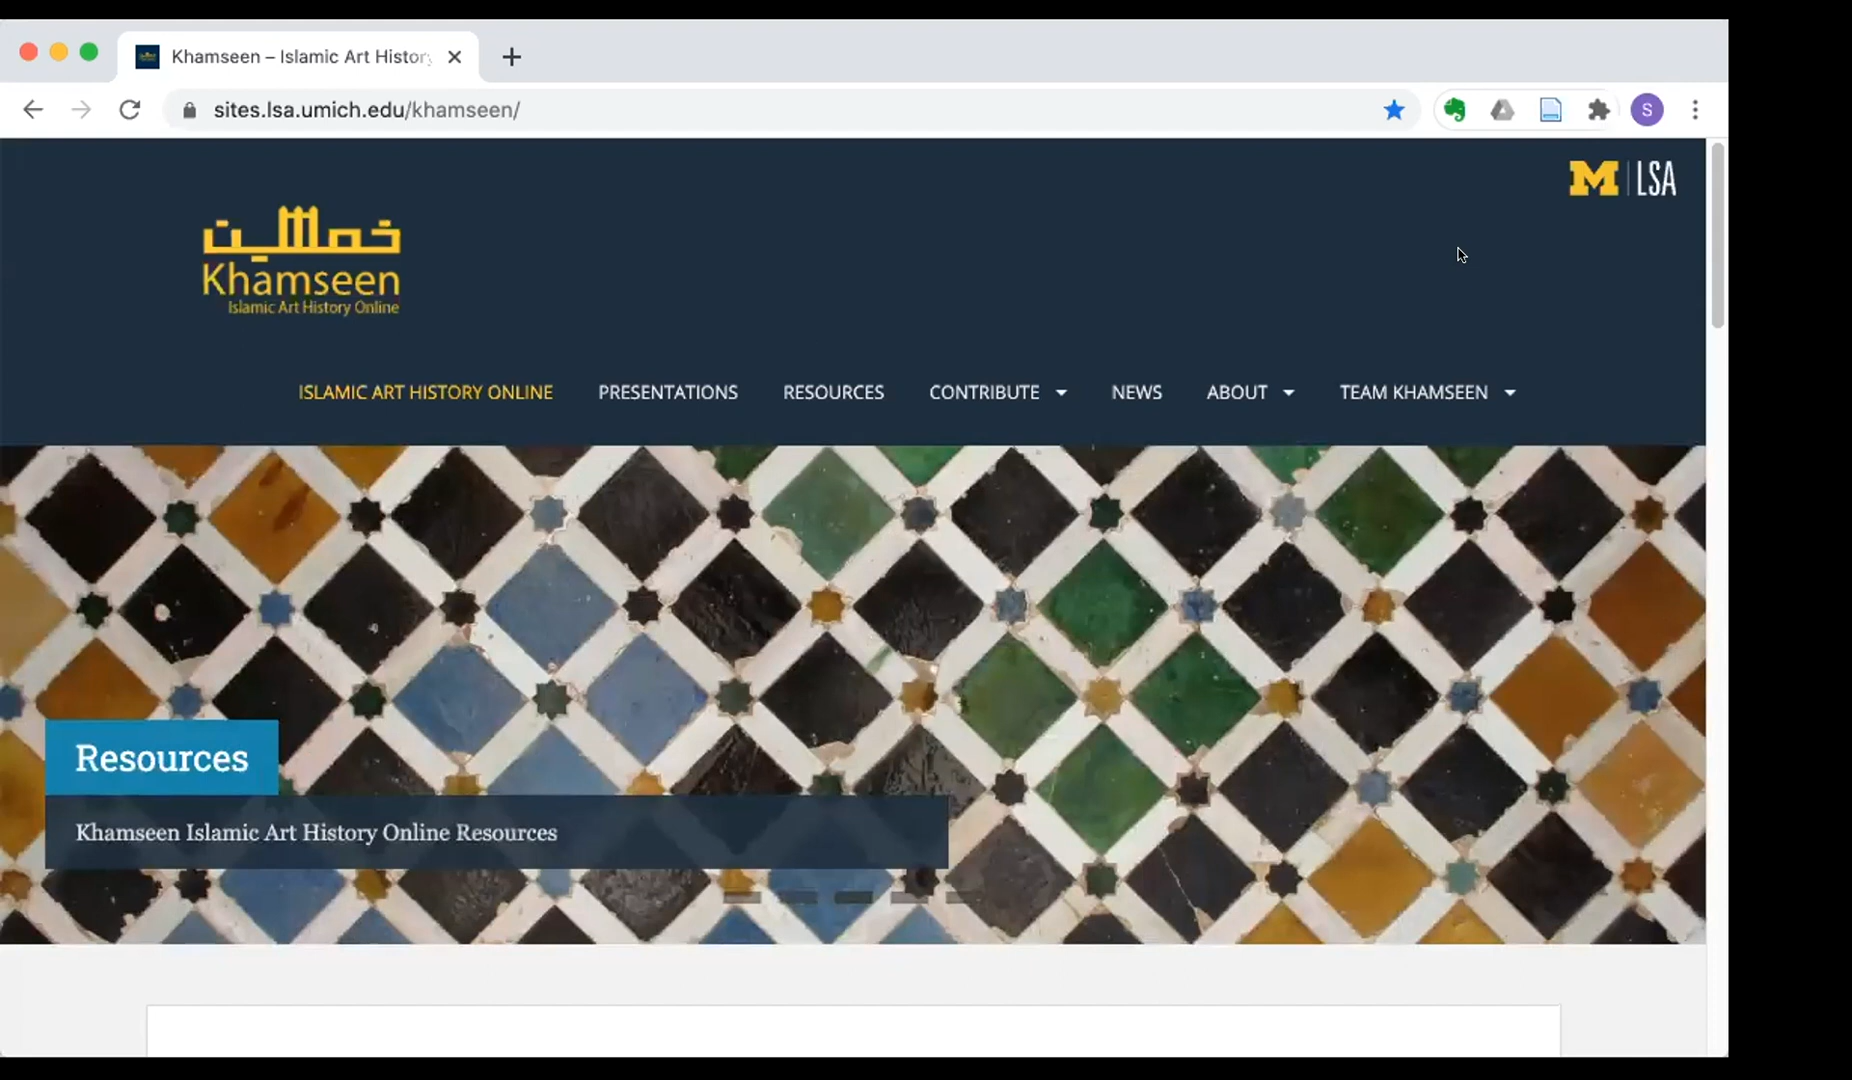 Khamseen – Islamic Art Histor
sites.lsa.umich.edu/khamseen/
S
M | LSA
خمسين
Khamseen
Islamic Art History Online
ISLAMIC ART HISTORY ONLINE PRESENTATIONS RESOURCES CONTRIBUTE NEWS ABOUT TEAM KHAMSEEN
Resources
Khamseen Islamic Art History Online Resources